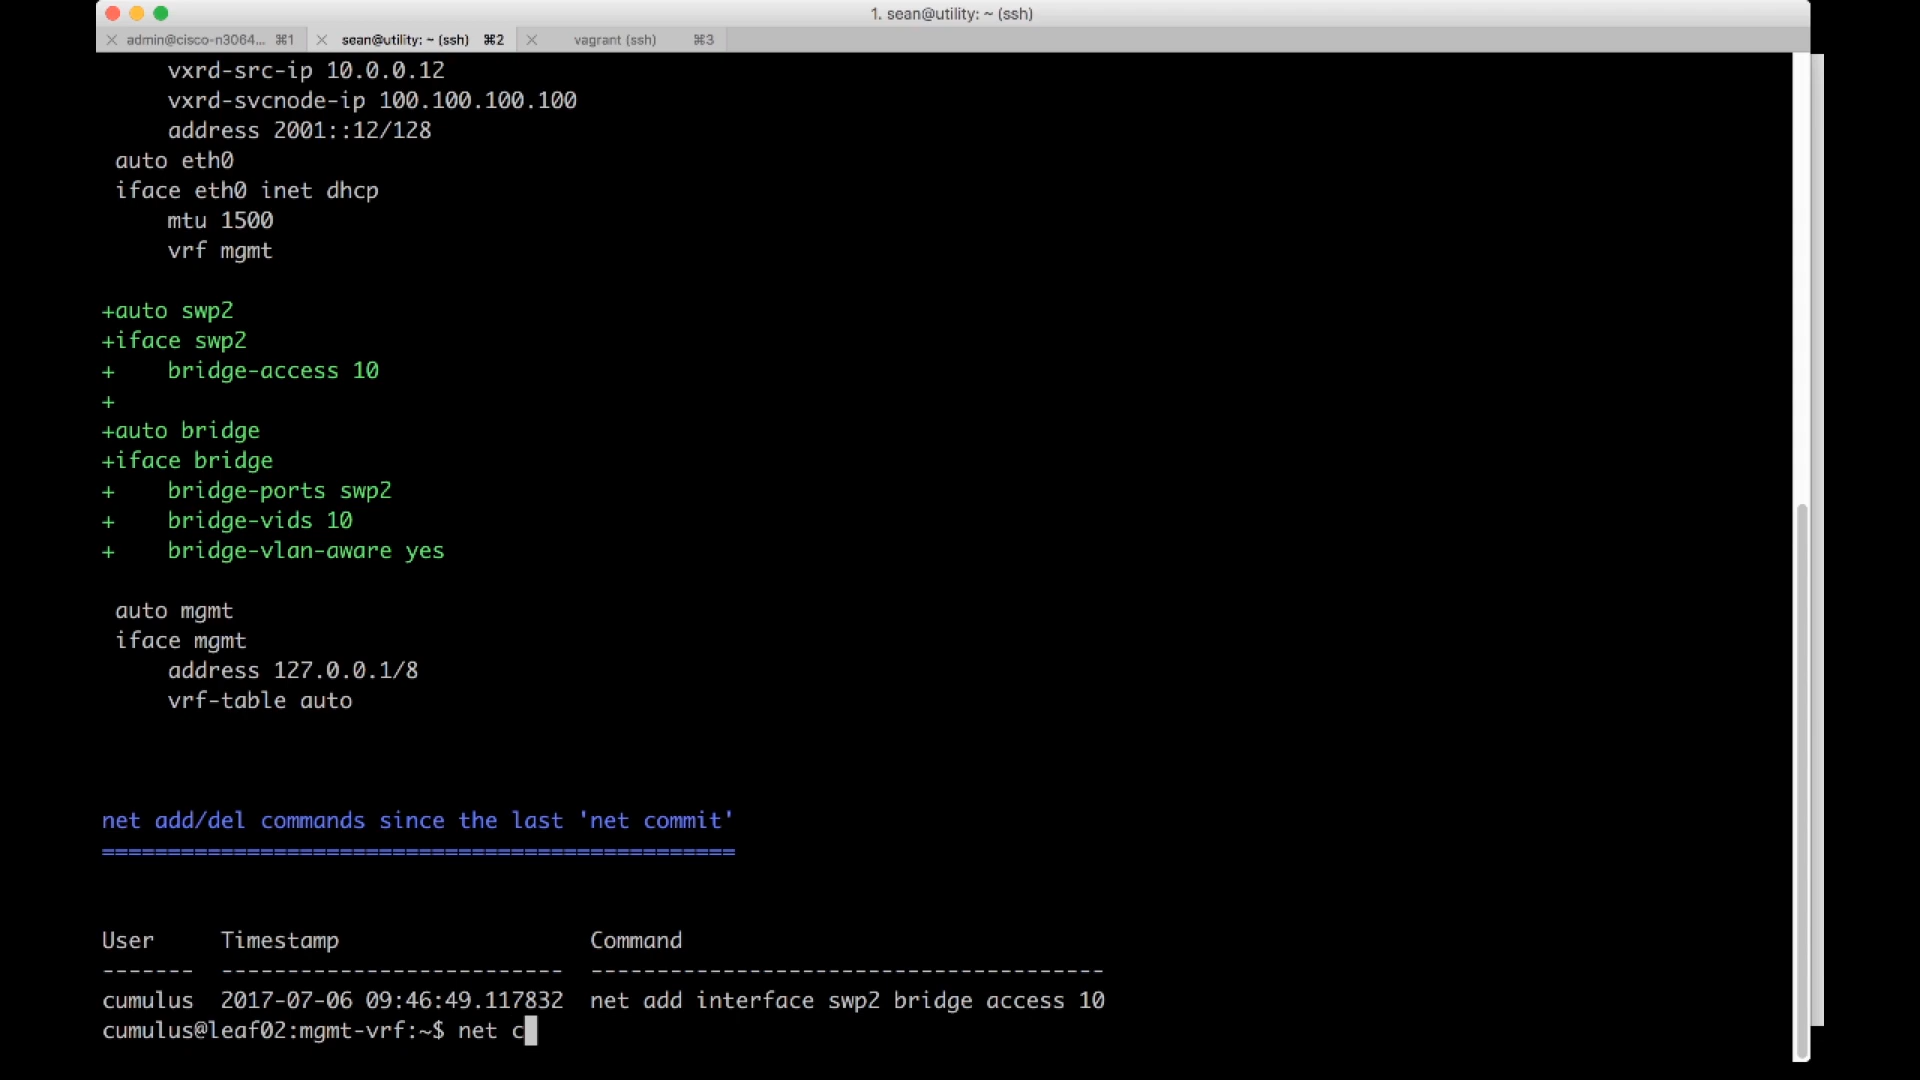 1. sean@utility: ~ (ssh)
admin@cisco-n3064... ⌘1 sean@utility: ~ (ssh) ⌘2 vagrant (ssh) ⌘3
vxrd-src-ip 10.0.0.12
vxrd-svcnode-ip 100.100.100.100
address 2001::12/128
auto eth0
iface eth0 inet dhcp
mtu 1500
vrf mgmt
+auto swp2
+iface swp2
+ bridge-access 10
+
+auto bridge
+iface bridge
+ bridge-ports swp2
+ bridge-vids 10
+ bridge-vlan-aware yes
auto mgmt
iface mgmt
address 127.0.0.1/8
vrf-table auto
net add/del commands since the last 'net commit'
================================================
User Timestamp Command
------- -------------------------- ---------------------------------------
cumulus 2017-07-06 09:46:49.117832 net add interface swp2 bridge access 10
cumulus@leaf02:mgmt-vrf:~$ net c